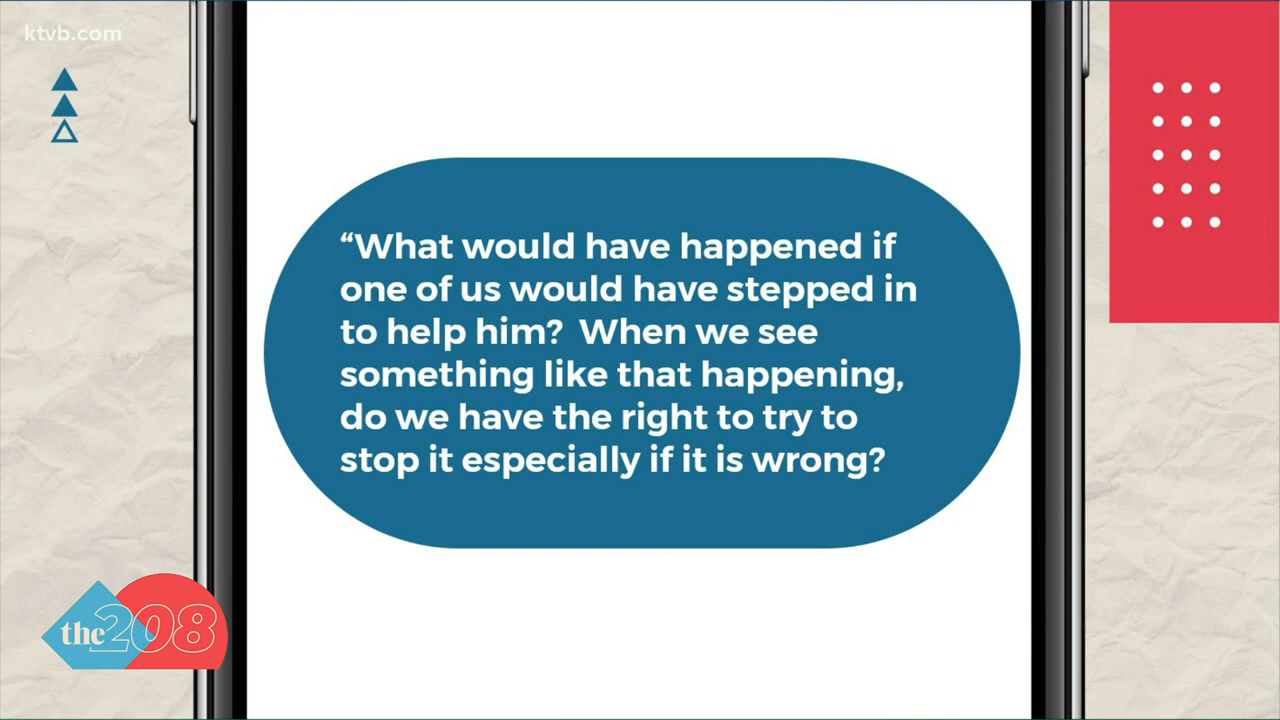 ktvb.com
“What would have happened if
one of us would have stepped in
to help him?  When we see
something like that happening,
do we have the right to try to
stop it especially if it is wrong?
the208